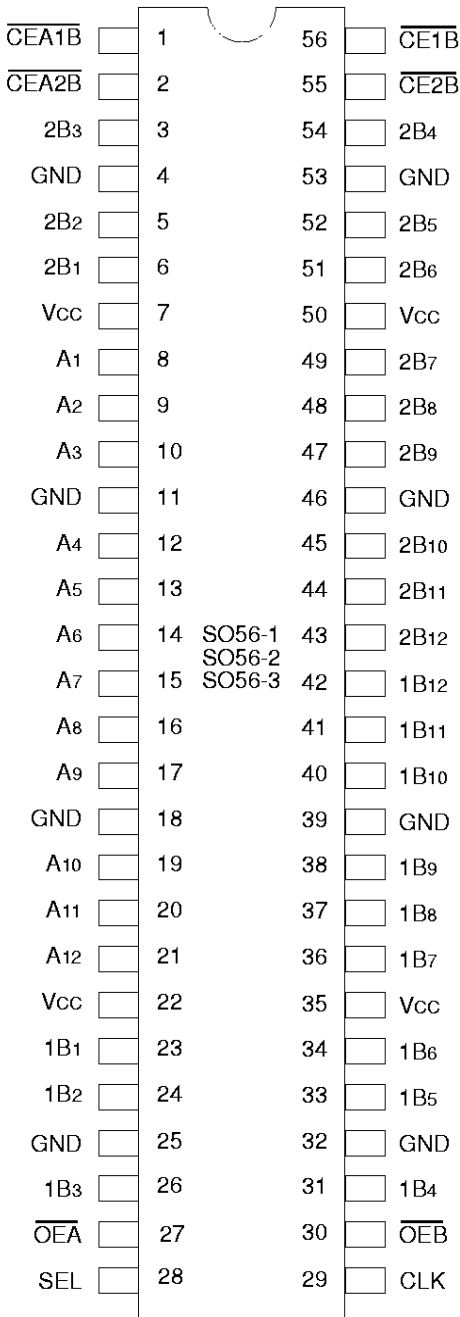 CEA1B 1 56 CE1B
CEA2B 2 55 CE2B
2B3 3 54 2B4
GND 4 53 GND
2B2 5 52 2B5
2B1 6 51 2B6
VCC 7 50 VCC
A1 8 49 2B7
A2 9 48 2B8
A3 10 47 2B9
GND 11 46 GND
A4 12 45 2B10
A5 13 44 2B11
A6 14 SO56-1 43 2B12
SO56-2
A7 15 SO56-3 42 1B12
A8 16 41 1B11
A9 17 40 1B10
GND 18 39 GND
A10 19 38 1B9
A11 20 37 1B8
A12 21 36 1B7
VCC 22 35 VCC
1B1 23 34 1B6
1B2 24 33 1B5
GND 25 32 GND
1B3 26 31 1B4
OEA 27 30 OEB
SEL 28 29 CLK